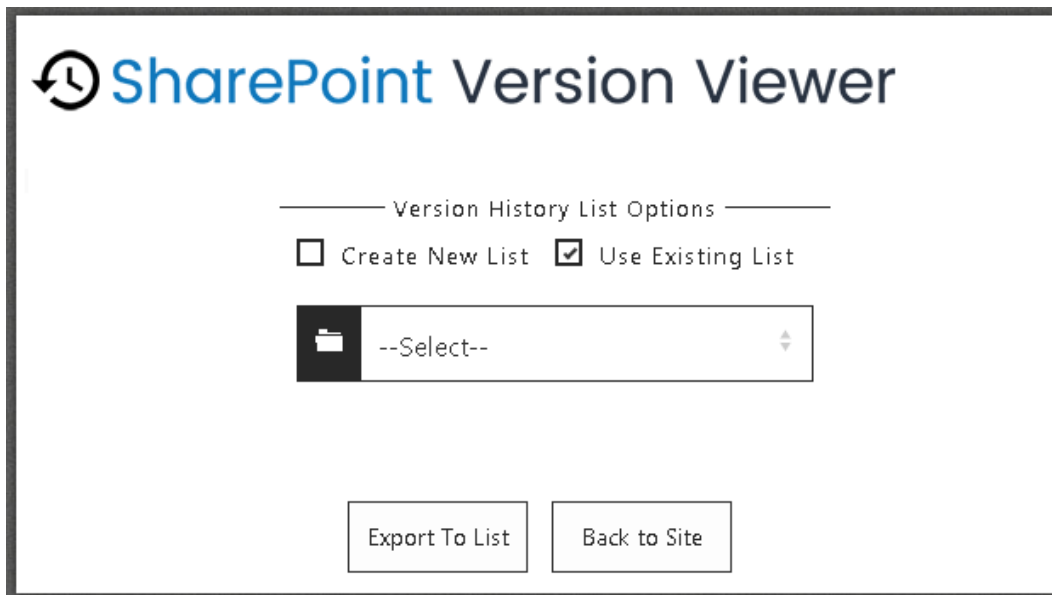 SharePoint Version Viewer
Version History List Options
Create New List Use Existing List
--Select--
Export To List Back to Site